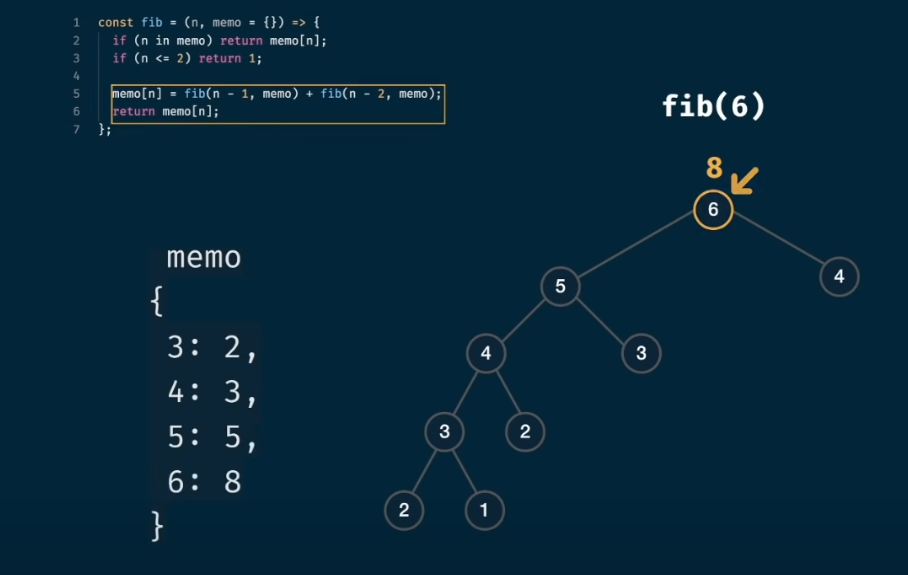 1 const fib = (n, memo = {}) => {
2 if (n in memo) return memo[n];
3 if (n <= 2) return 1;
4
5 memo[n] = fib(n - 1, memo) + fib(n - 2, memo);
6 return memo[n];
7 };
fib(6)
8
6
5
4
4
3
3
2
2
1
memo
{
3: 2,
4: 3,
5: 5,
6: 8
}